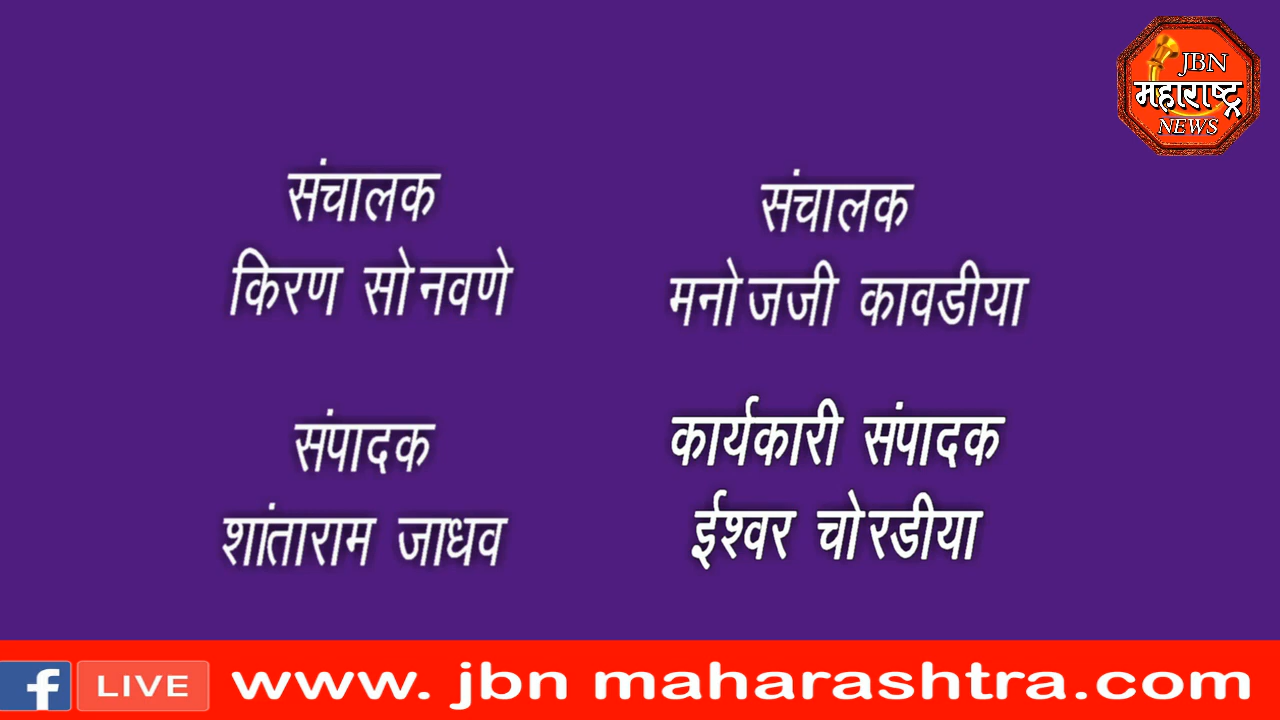 JBN
महाराष्ट्र
NEWS
संचालक
किरण सोनवणे
संचालक
मनोजजी कावडीया
संपादक
शांताराम जाधव
कार्यकारी संपादक
ईश्वर चोरडीया
f LIVE www. jbn maharashtra.com